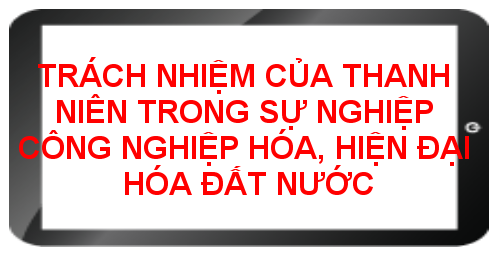 TRÁCH NHIỆM CỦA THANH
NIÊN TRONG SỰ NGHIỆP
CÔNG NGHIỆP HÓA, HIỆN ĐẠI
HÓA ĐẤT NƯỚC